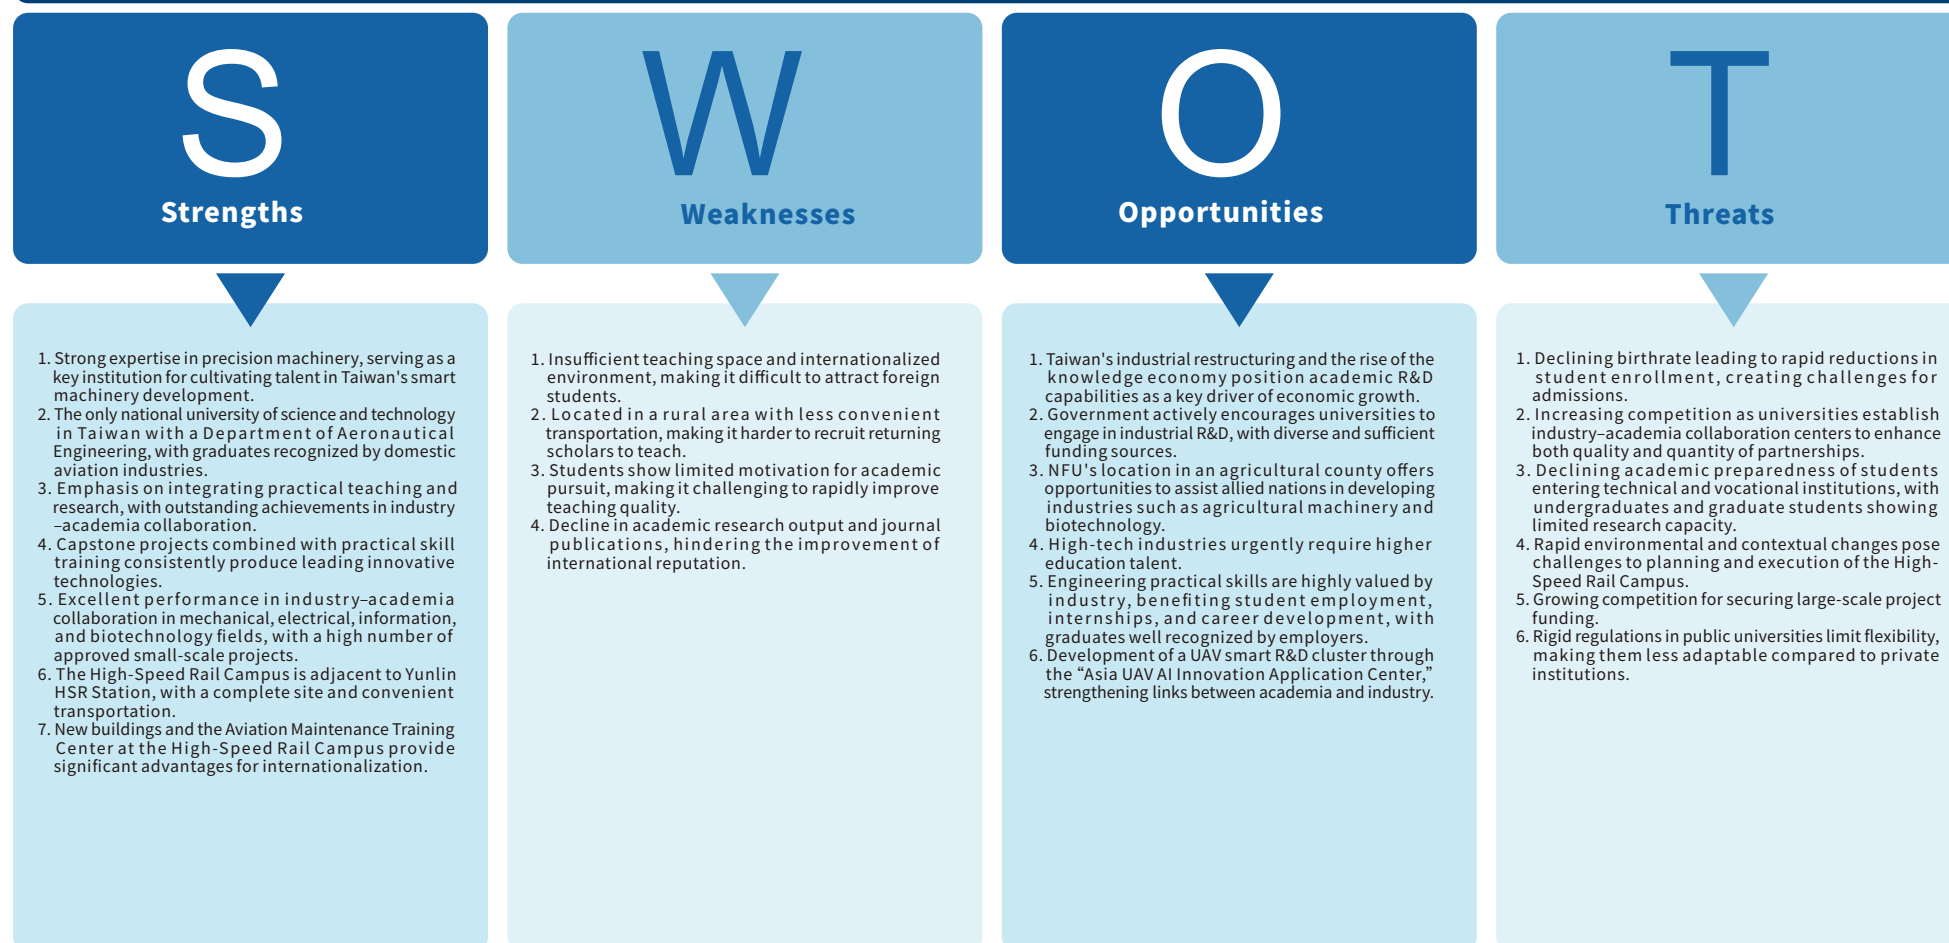 S
Strengths
1. Strong expertise in precision machinery, serving as a
key institution for cultivating talent in Taiwan's smart
machinery development.
2. The only national university of science and technology
in Taiwan with a Department of Aeronautical
Engineering, with graduates recognized by domestic
aviation industries.
3. Emphasis on integrating practical teaching and
research, with outstanding achievements in industry
–academia collaboration.
4. Capstone projects combined with practical skill
training consistently produce leading innovative
technologies.
5. Excellent performance in industry–academia
collaboration in mechanical, electrical, information,
and biotechnology fields, with a high number of
approved small-scale projects.
6. The High-Speed Rail Campus is adjacent to Yunlin
HSR Station, with a complete site and convenient
transportation.
7. New buildings and the Aviation Maintenance Training
Center at the High-Speed Rail Campus provide
significant advantages for internationalization.
W
Weaknesses
1. Insufficient teaching space and internationalized
environment, making it difficult to attract foreign
students.
2. Located in a rural area with less convenient
transportation, making it harder to recruit returning
scholars to teach.
3. Students show limited motivation for academic
pursuit, making it challenging to rapidly improve
teaching quality.
4. Decline in academic research output and journal
publications, hindering the improvement of
international reputation.
O
Opportunities
1. Taiwan's industrial restructuring and the rise of the
knowledge economy position academic R&D
capabilities as a key driver of economic growth.
2. Government actively encourages universities to
engage in industrial R&D, with diverse and sufficient
funding sources.
3. NFU's location in an agricultural county offers
opportunities to assist allied nations in developing
industries such as agricultural machinery and
biotechnology.
4. High-tech industries urgently require higher
education talent.
5. Engineering practical skills are highly valued by
industry, benefiting student employment,
internships, and career development, with
graduates well recognized by employers.
6. Development of a UAV smart R&D cluster through
the “Asia UAV AI Innovation Application Center,”
strengthening links between academia and industry.
T
Threats
1. Declining birthrate leading to rapid reductions in
student enrollment, creating challenges for
admissions.
2. Increasing competition as universities establish
industry–academia collaboration centers to enhance
both quality and quantity of partnerships.
3. Declining academic preparedness of students
entering technical and vocational institutions, with
undergraduates and graduate students showing
limited research capacity.
4. Rapid environmental and contextual changes pose
challenges to planning and execution of the High-
Speed Rail Campus.
5. Growing competition for securing large-scale project
funding.
6. Rigid regulations in public universities limit flexibility,
making them less adaptable compared to private
institutions.